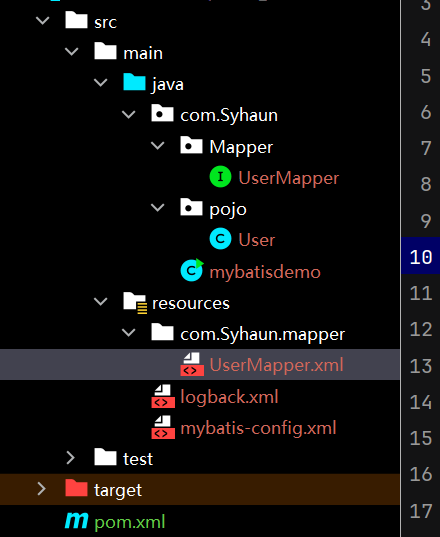 src
main
java
com.Syhaun
Mapper
I UserMapper
pojo
C User
C mybatisdemo
resources
com.Syhaun.mapper
UserMapper.xml
logback.xml
mybatis-config.xml
test
target
m pom.xml
3
4
5
6
7
8
9
10
11
12
13
14
15
16
17